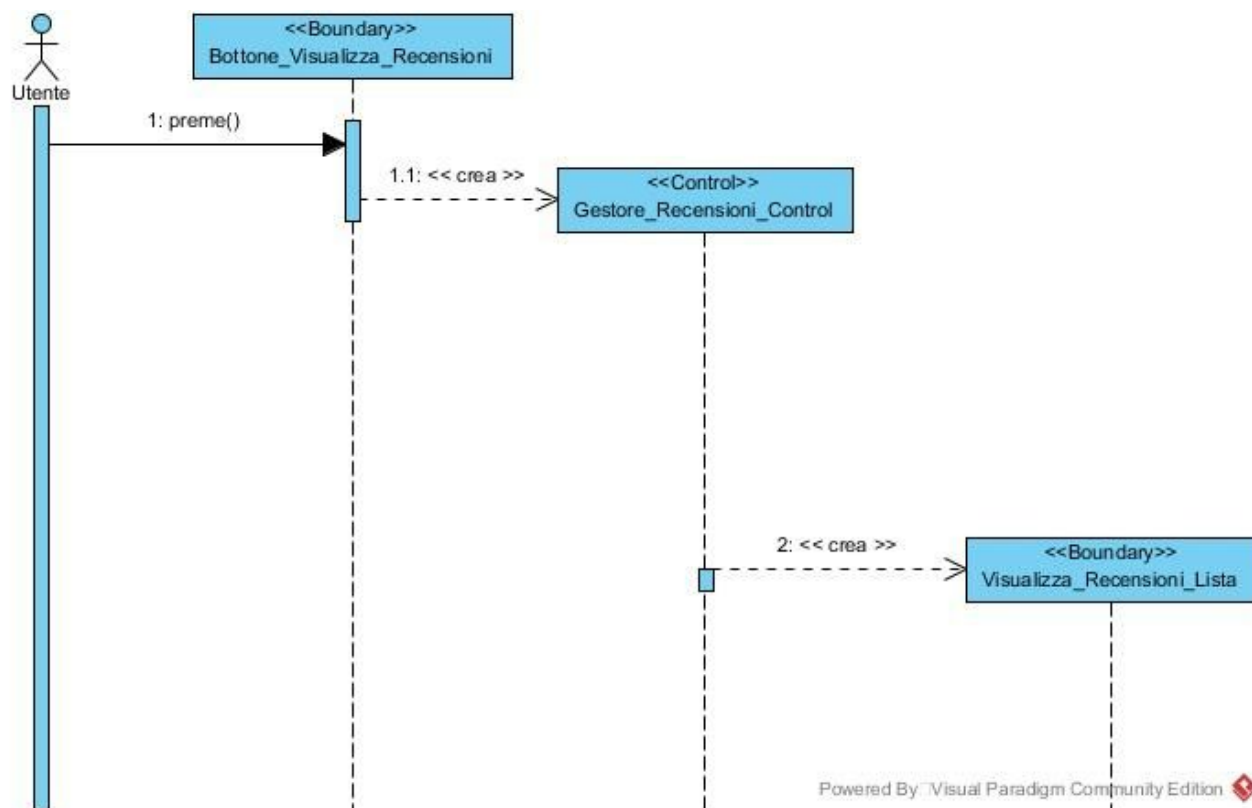 <<Boundary>>
Bottone_Visualizza_Recensioni
Utente
1: preme()
1.1: << crea >>
<<Control>>
Gestore_Recensioni_Control
2: << crea >>
<<Boundary>>
Visualizza_Recensioni_Lista
Powered By Visual Paradigm Community Edition